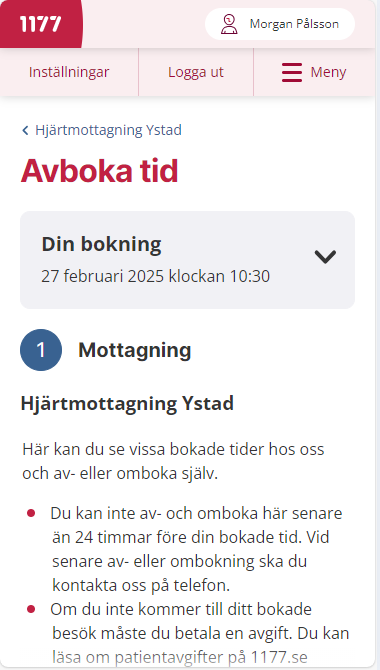 1177
Morgan Pålsson
Inställningar
Logga ut
Meny
Hjärtmottagning Ystad
Avboka tid
Din bokning
27 februari 2025 klockan 10:30
1
Mottagning
Hjärtmottagning Ystad
Här kan du se vissa bokade tider hos oss
och av- eller omboka själv.
Du kan inte av- och omboka här senare
än 24 timmar före din bokade tid. Vid
senare av- eller ombokning ska du
kontakta oss på telefon.
Om du inte kommer till ditt bokade
besök måste du betala en avgift. Du kan
läsa om patientavgifter på 1177.se